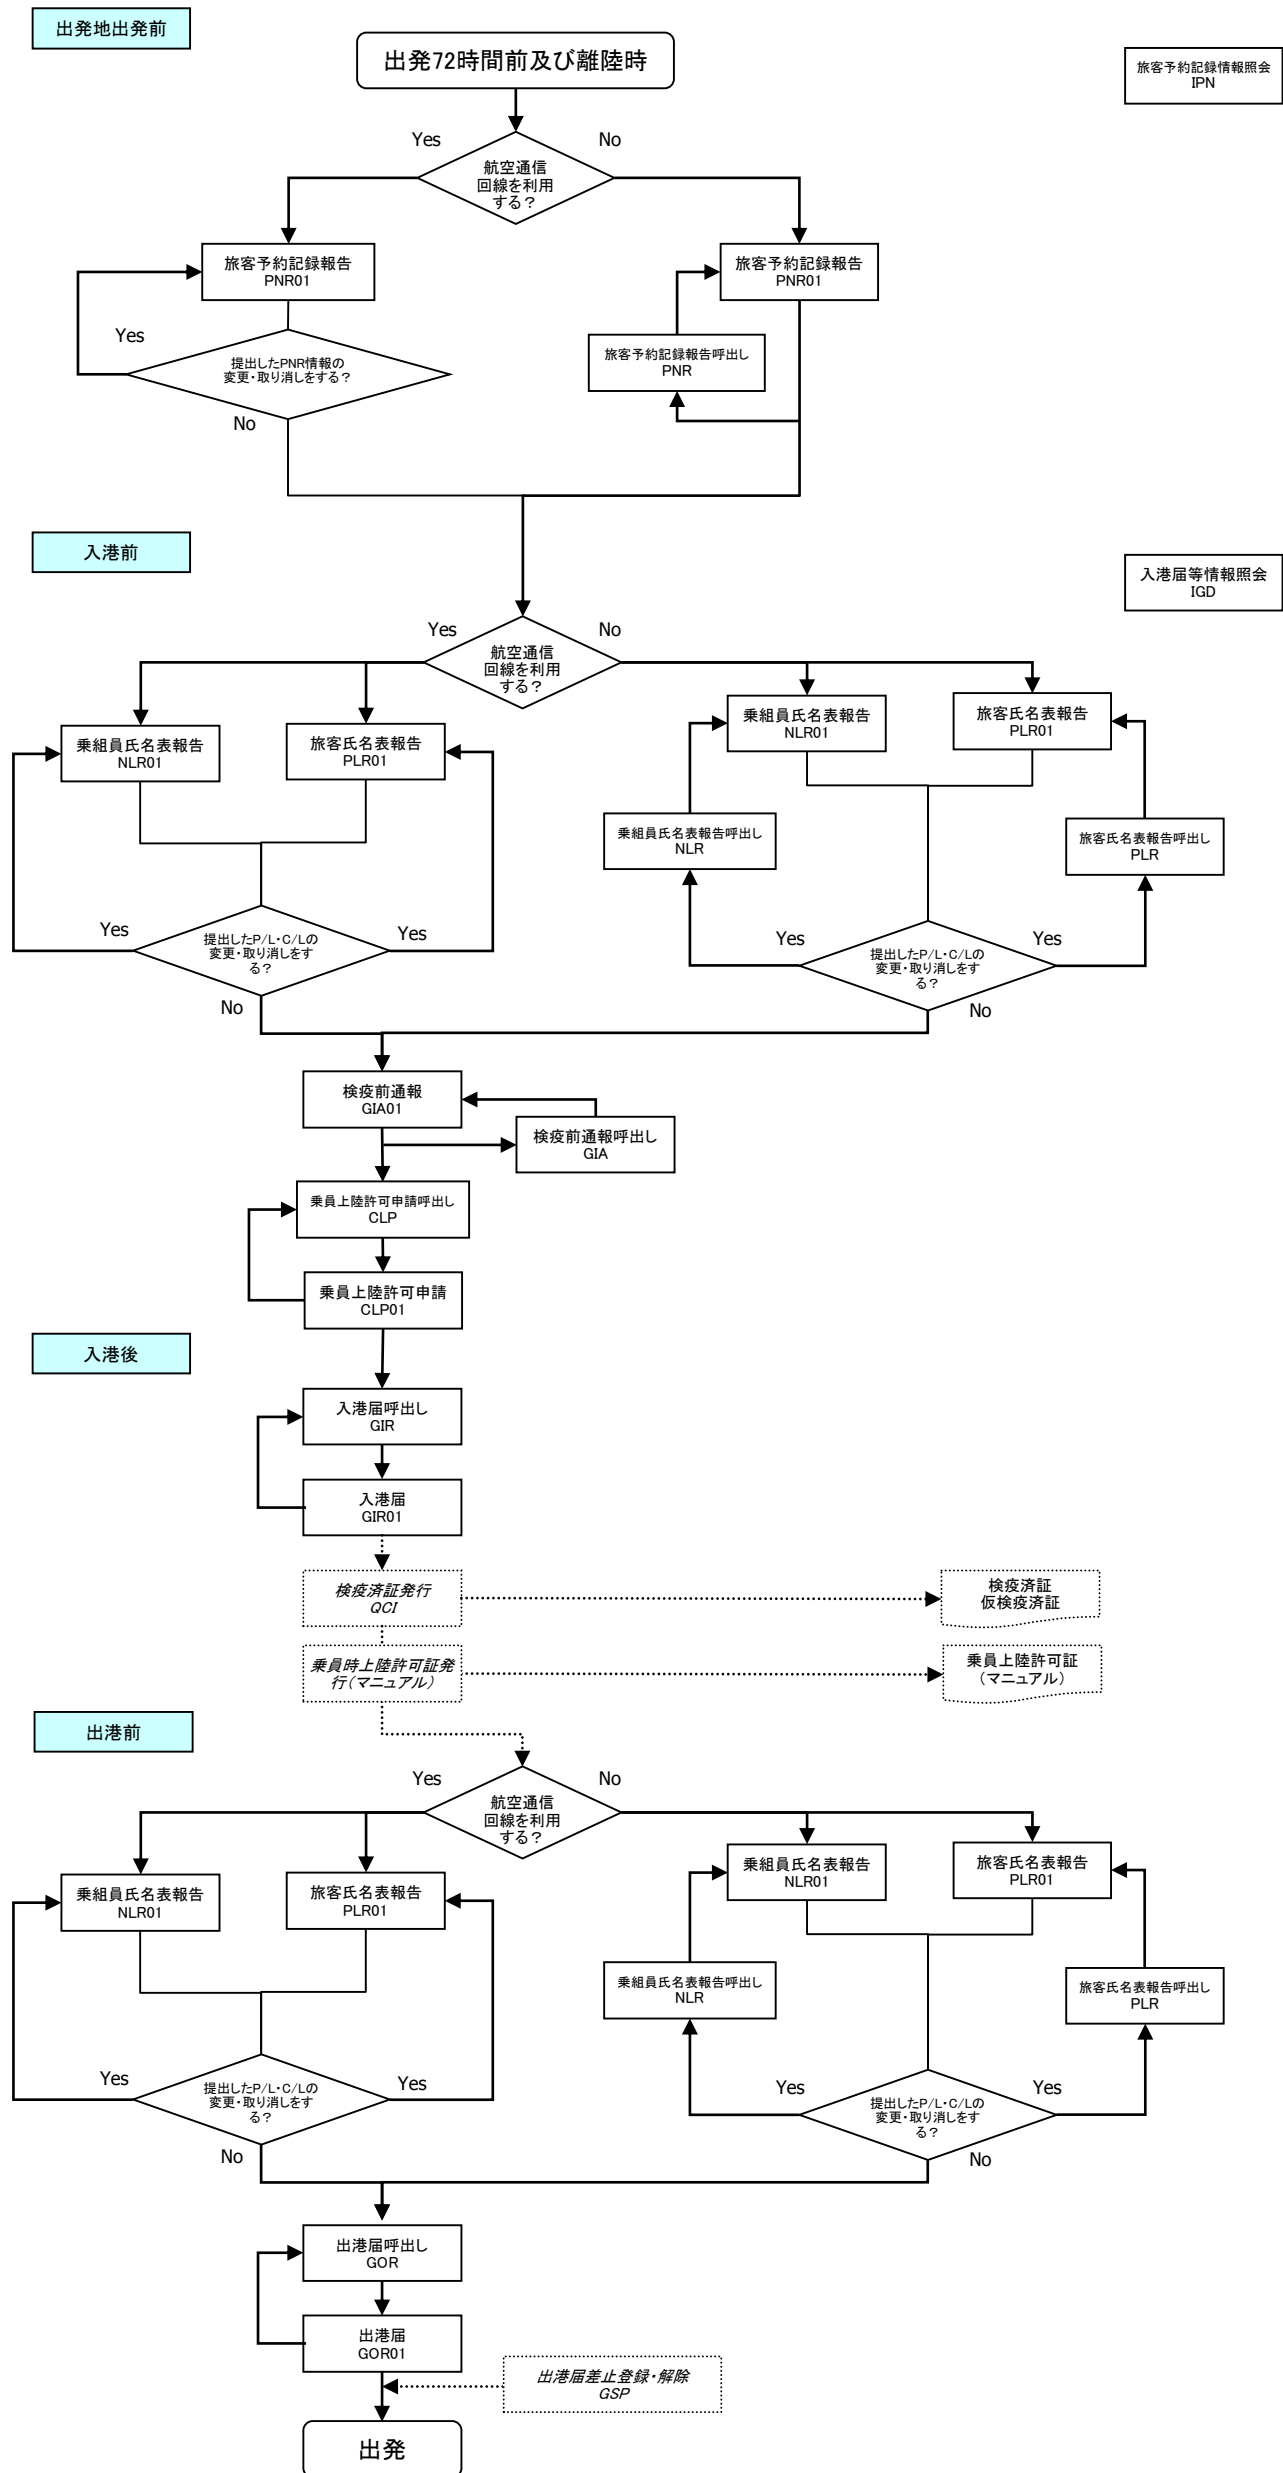 出発地出発前
出発72時間前及び離陸時
旅客予約記録情報照会
IPN
Yes
No
航空通信
回線を利用
する？
旅客予約記録報告
PNR01
旅客予約記録報告
PNR01
Yes
提出したPNR情報の
変更・取り消しをする？
旅客予約記録報告呼出し
PNR
No
入港前
入港届等情報照会
IGD
Yes
No
航空通信
回線を利用
する？
乗組員氏名表報告
NLR01
旅客氏名表報告
PLR01
乗組員氏名表報告
NLR01
旅客氏名表報告
PLR01
乗組員氏名表報告呼出し
NLR
旅客氏名表報告呼出し
PLR
Yes
提出したP/L・C/Lの
変更・取り消しをす
る？
Yes
Yes
提出したP/L・C/Lの
変更・取り消しをす
る？
Yes
No
No
検疫前通報
GIA01
検疫前通報呼出し
GIA
乗員上陸許可申請呼出し
CLP
乗員上陸許可申請
CLP01
入港後
入港届呼出し
GIR
入港届
GIR01
検疫済証発行
QCI
検疫済証
仮検疫済証
乗員時上陸許可証発
行（マニュアル）
乗員上陸許可証
（マニュアル）
出港前
Yes
No
航空通信
回線を利用
する？
乗組員氏名表報告
NLR01
旅客氏名表報告
PLR01
乗組員氏名表報告
NLR01
旅客氏名表報告
PLR01
乗組員氏名表報告呼出し
NLR
旅客氏名表報告呼出し
PLR
Yes
提出したP/L・C/Lの
変更・取り消しをす
る？
Yes
Yes
提出したP/L・C/Lの
変更・取り消しをす
る？
Yes
No
No
出港届呼出し
GOR
出港届
GOR01
出港届差止登録・解除
GSP
出発